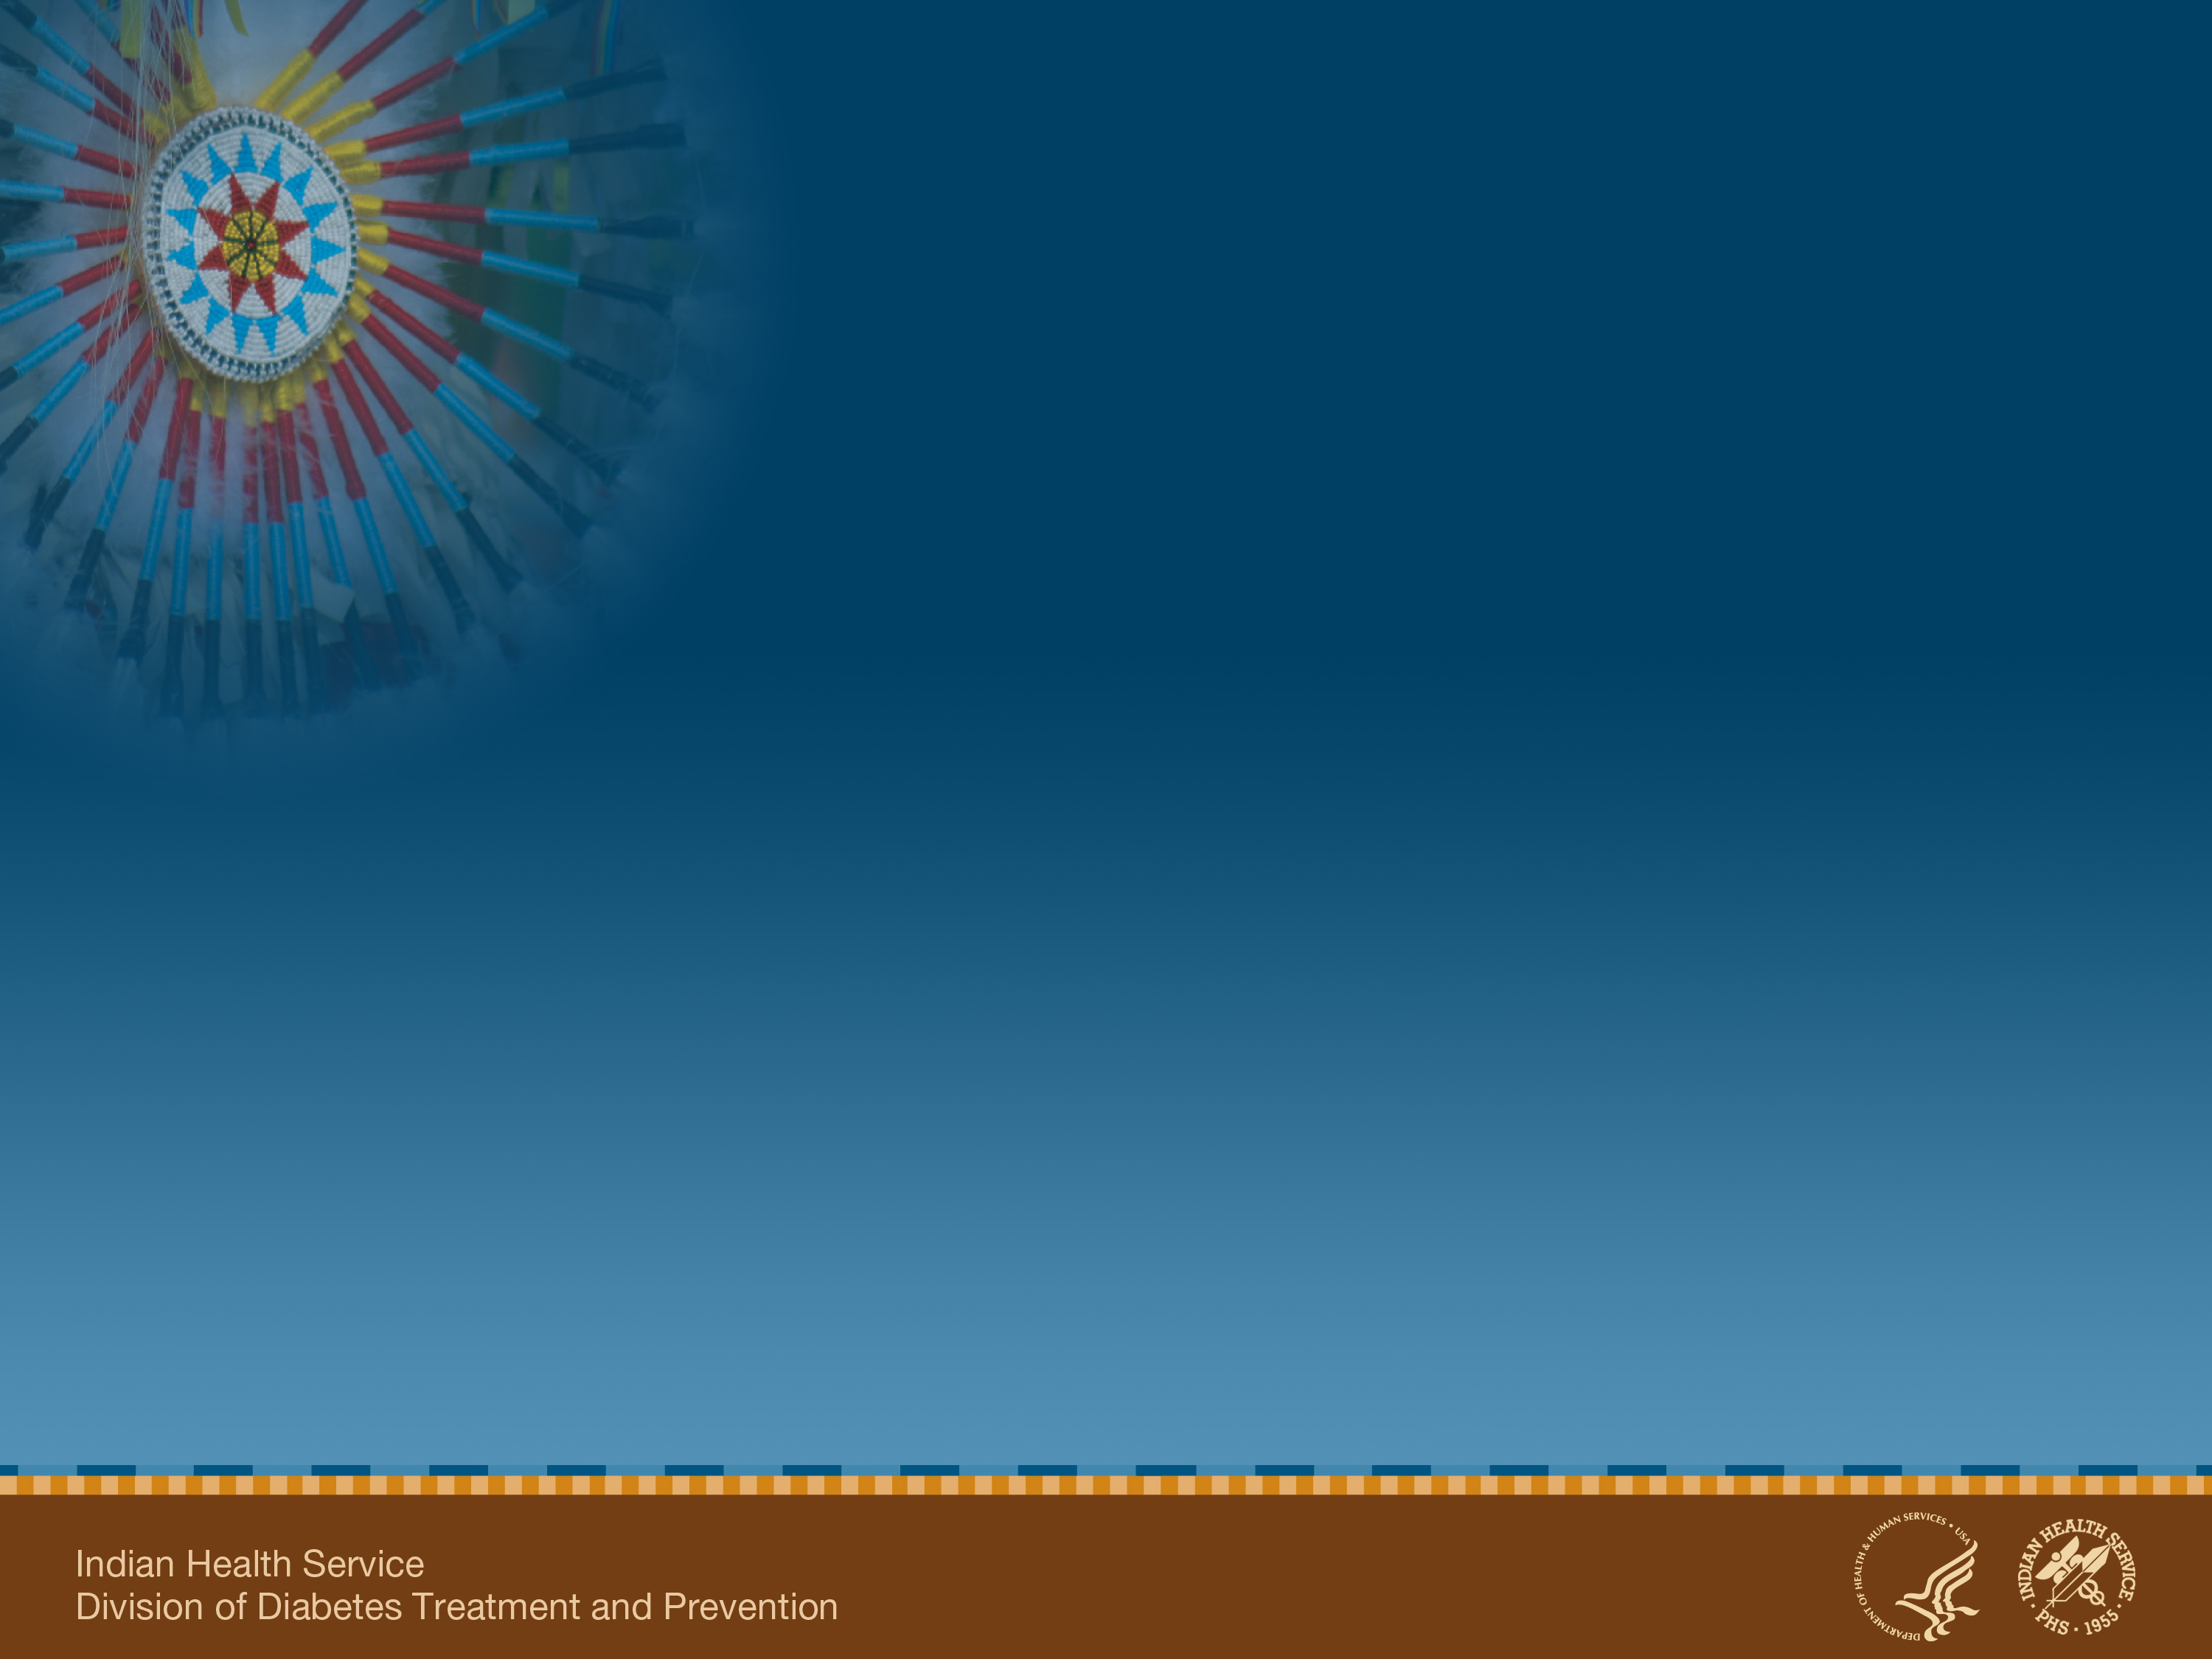 Indian Health Service
Division of Diabetes Treatment and Prevention
DEPARTMENT OF HEALTH & HUMAN SERVICES • USA
INDIAN HEALTH SERVICE
• PHS • 1955 •